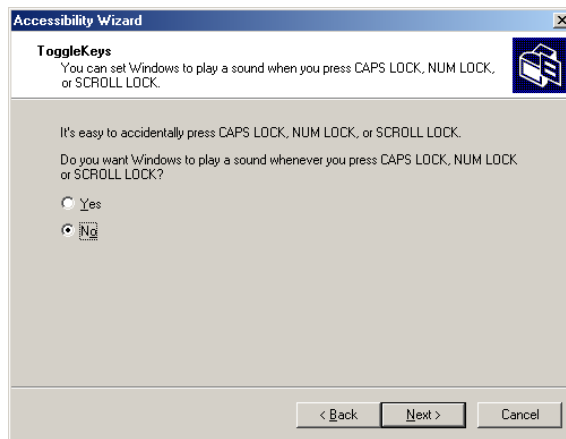 Accessibility Wizard
ToggleKeys
You can set Windows to play a sound when you press CAPS LOCK, NUM LOCK,
or SCROLL LOCK.
It's easy to accidentally press CAPS LOCK, NUM LOCK, or SCROLL LOCK.
Do you want Windows to play a sound whenever you press CAPS LOCK, NUM LOCK
or SCROLL LOCK?
Yes
No
< Back Next > Cancel